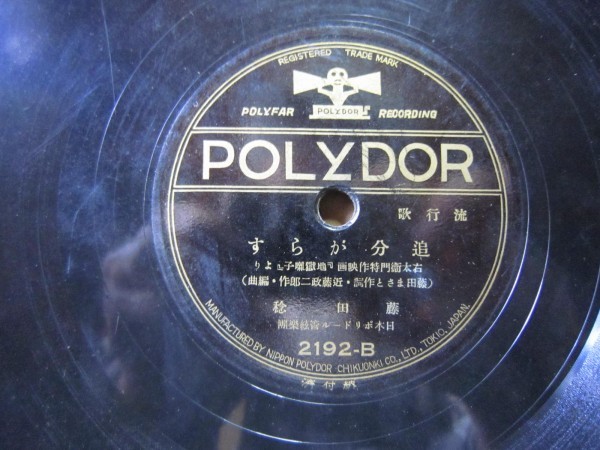 REGISTERED TRADE MARK
POLYFAR POLYDOR RECORDING
POLYDOR
歌行流
すらが分追
りよ』子囃獄地『画映作特門衛太右
(曲編・作郎二政藤近・詞作とさま田藤)
稔田藤
団楽絃管ルードリポ本日
2192-B
MANUFACTURED BY NIPPON POLYDOR CHIKUONKI CO., LTD., TOKIO, JAPAN.
済付納